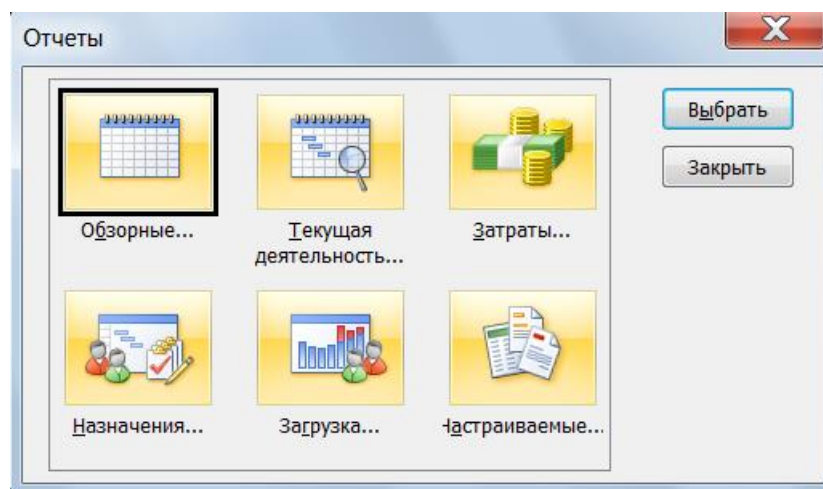 Отчеты
Выбрать
Закрыть
Обзорные...
Текущая
деятельность...
Затраты...
Назначения...
Загрузка...
Настраиваемые...